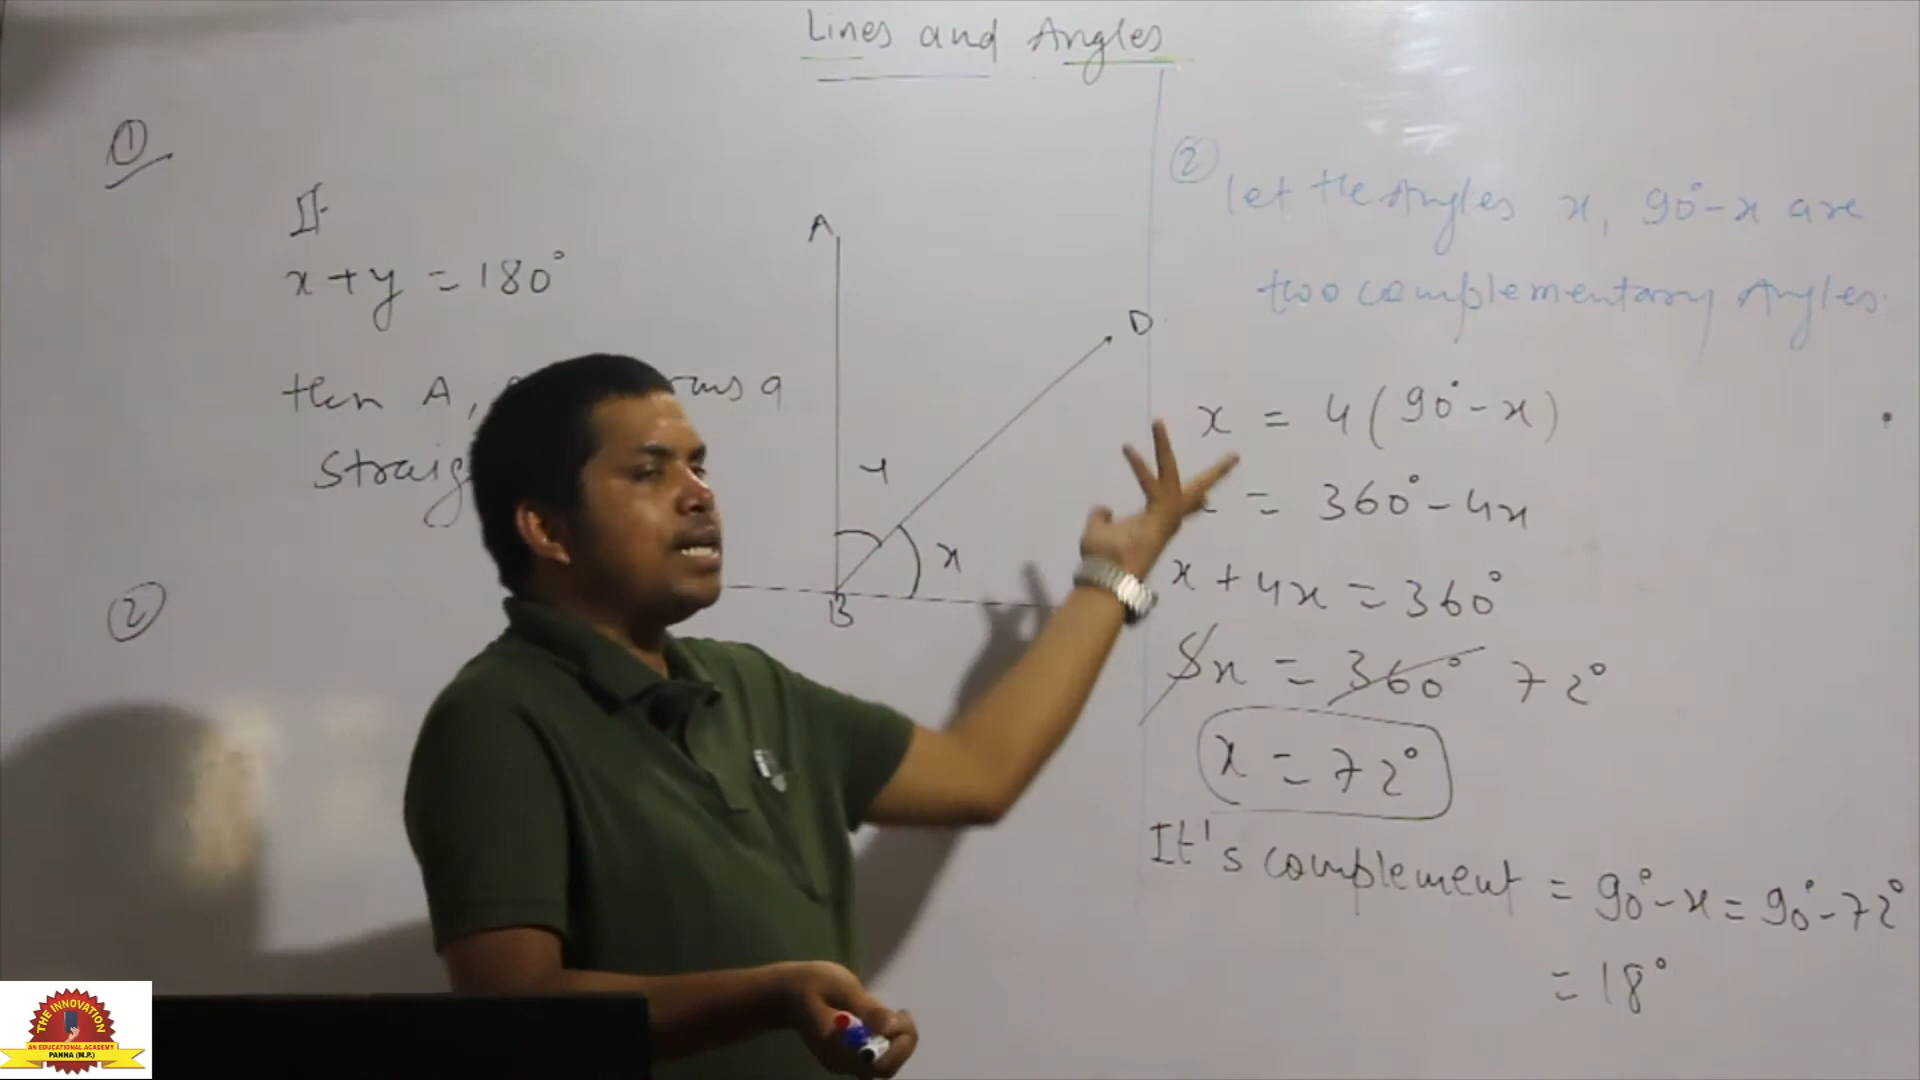 Lines and Angles
①
If
x+y = 180°
then A,
a
A
D
y
x
B
②
②
let the Angles x, 90°-x are
two complementary Angles.
x = 4(90°-x)
= 360°-4x
x+4x = 360°
5x = 360° 72°
x = 72°
It's complement = 90°-x = 90°-72°
= 18°
THE INNOVATION
AN EDUCATIONAL ACADEMY
PANNA (M.P.)